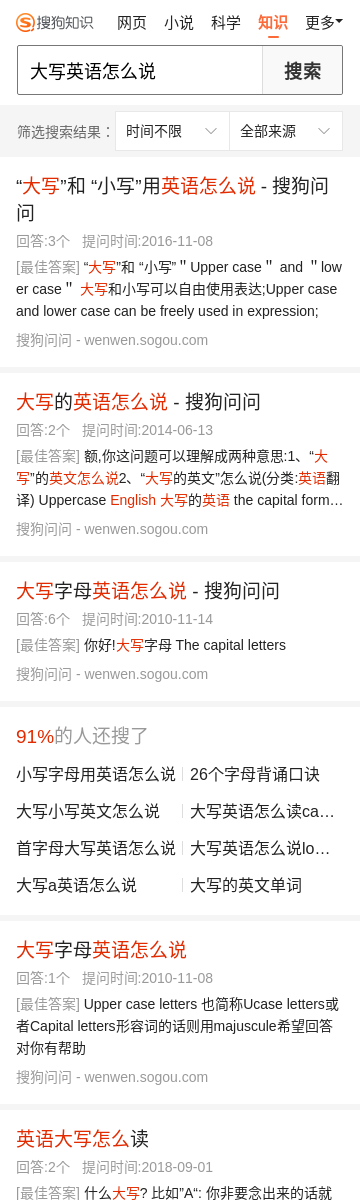 搜狗知识 网页 小说 科学 知识 更多
大写英语怎么说 搜索
筛选搜索结果: 时间不限 全部来源
“大写”和 “小写”用英语怎么说 - 搜狗问
问
回答:3个 提问时间:2016-11-08
[最佳答案] “大写”和 “小写”＂Upper case＂ and ＂low
er case＂ 大写和小写可以自由使用表达;Upper case
and lower case can be freely used in expression;
搜狗问问 - wenwen.sogou.com
大写的英语怎么说 - 搜狗问问
回答:2个 提问时间:2014-06-13
[最佳答案] 额,你这问题可以理解成两种意思:1、“大
写”的英文怎么说2、“大写的英文”怎么说(分类:英语翻
译) Uppercase English 大写的英语 the capital form…
搜狗问问 - wenwen.sogou.com
大写字母英语怎么说 - 搜狗问问
回答:6个 提问时间:2010-11-14
[最佳答案] 你好!大写字母 The capital letters
搜狗问问 - wenwen.sogou.com
91%的人还搜了
小写字母用英语怎么说 26个字母背诵口诀
大写小写英文怎么说 大写英语怎么读ca…
首字母大写英语怎么说 大写英语怎么说lo…
大写a英语怎么说 大写的英文单词
大写字母英语怎么说
回答:1个 提问时间:2010-11-08
[最佳答案] Upper case letters 也简称Ucase letters或
者Capital letters形容词的话则用majuscule希望回答
对你有帮助
搜狗问问 - wenwen.sogou.com
英语大写怎么读
回答:2个 提问时间:2018-09-01
[最佳答案] 什么大写? 比如”A“: 你非要念出来的话就